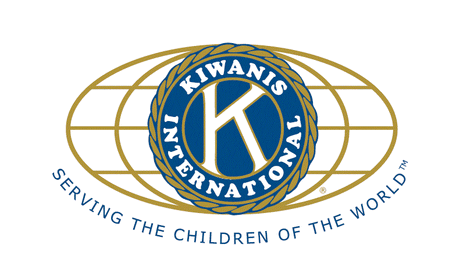 KIWANIS
K
INTERNATIONAL
®
SERVING THE CHILDREN OF THE WORLD™